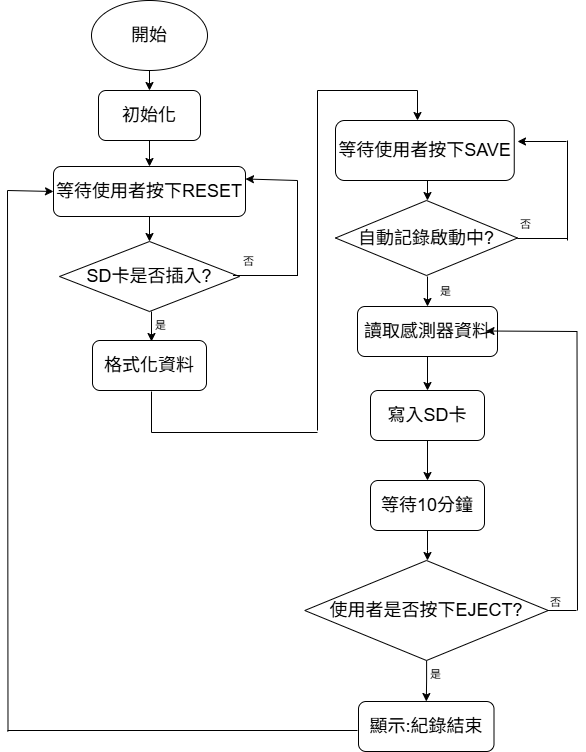 開始
初始化
等待使用者按下RESET
SD卡是否插入?
否
是
格式化資料
等待使用者按下SAVE
自動記錄啟動中?
否
是
讀取感測器資料
寫入SD卡
等待10分鐘
使用者是否按下EJECT?
否
是
顯示:紀錄結束